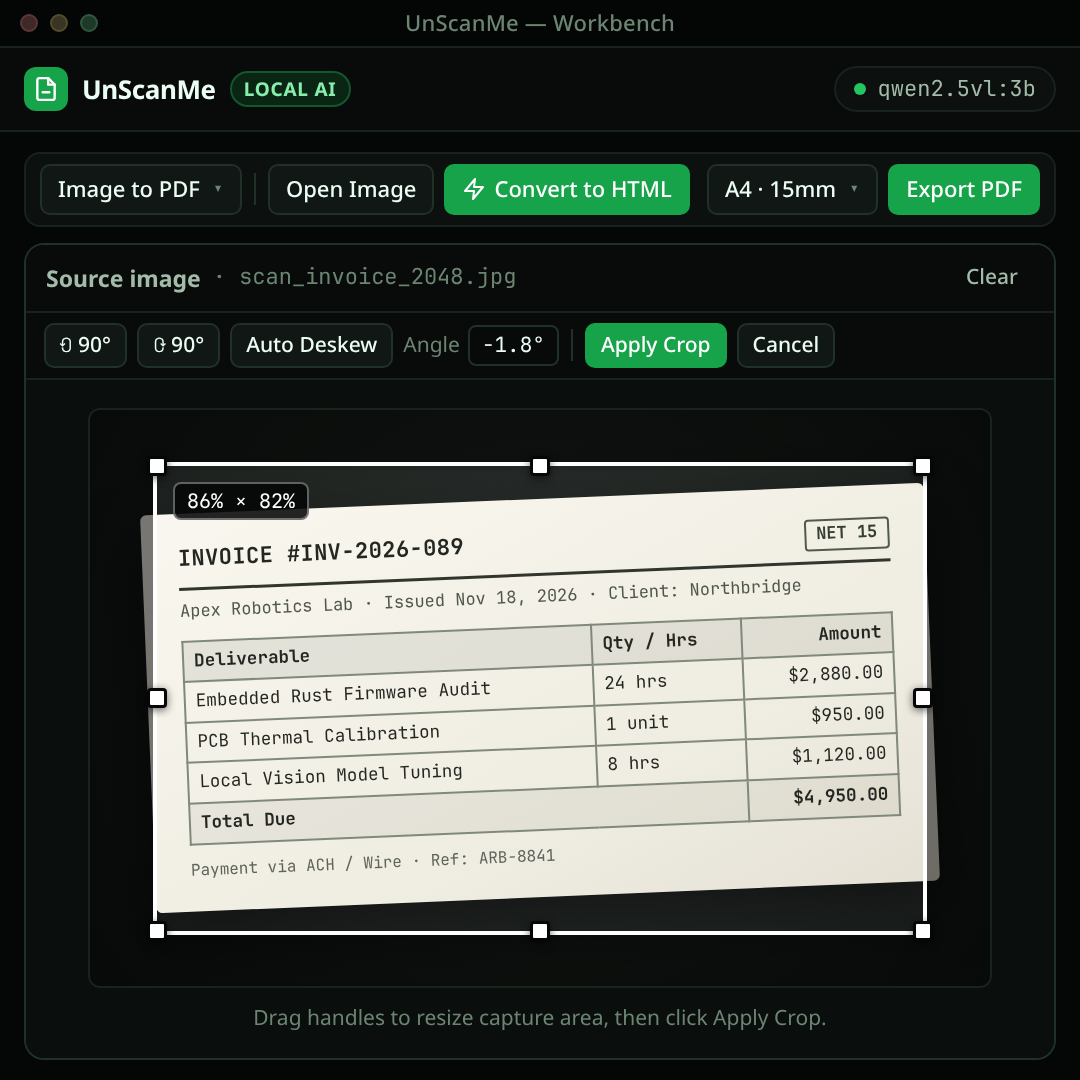 UnScanMe — Workbench
UnScanMe LOCAL AI qwen2.5vl:3b
Image to PDF ▾ Open Image Convert to HTML A4 · 15mm ▾ Export PDF
Source image · scan_invoice_2048.jpg Clear
90° 90° Auto Deskew Angle -1.8° Apply Crop Cancel
86% × 82%
INVOICE #INV-2026-089 NET 15
Apex Robotics Lab · Issued Nov 18, 2026 · Client: Northbridge
Deliverable Qty / Hrs Amount
Embedded Rust Firmware Audit 24 hrs $2,880.00
PCB Thermal Calibration 1 unit $950.00
Local Vision Model Tuning 8 hrs $1,120.00
Total Due $4,950.00
Payment via ACH / Wire · Ref: ARB-8841
Drag handles to resize capture area, then click Apply Crop.